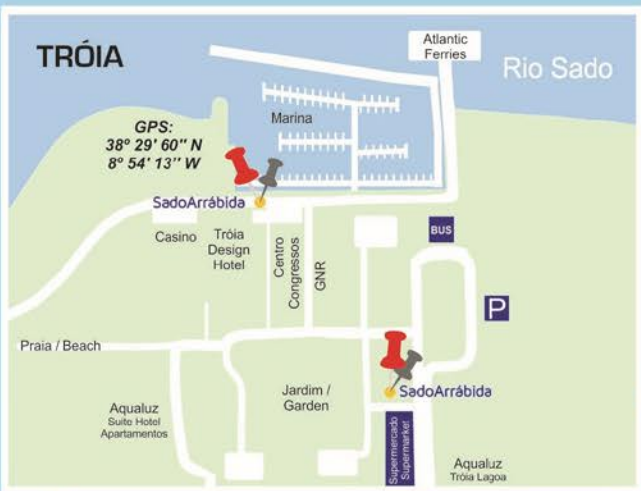 TRÓIA
Atlantic
Ferries
Rio Sado
GPS:
38º 29' 60" N
8º 54' 13'' W
Marina
SadoArrábida
Casino
Tróia
Design
Hotel
Centro
Congressos
GNR
BUS
P
Praia / Beach
SadoArrábida
Jardim /
Garden
Aqualuz
Suite Hotel
Apartamentos
Supermercado
Supermarket
Aqualuz
Tróia Lagoa